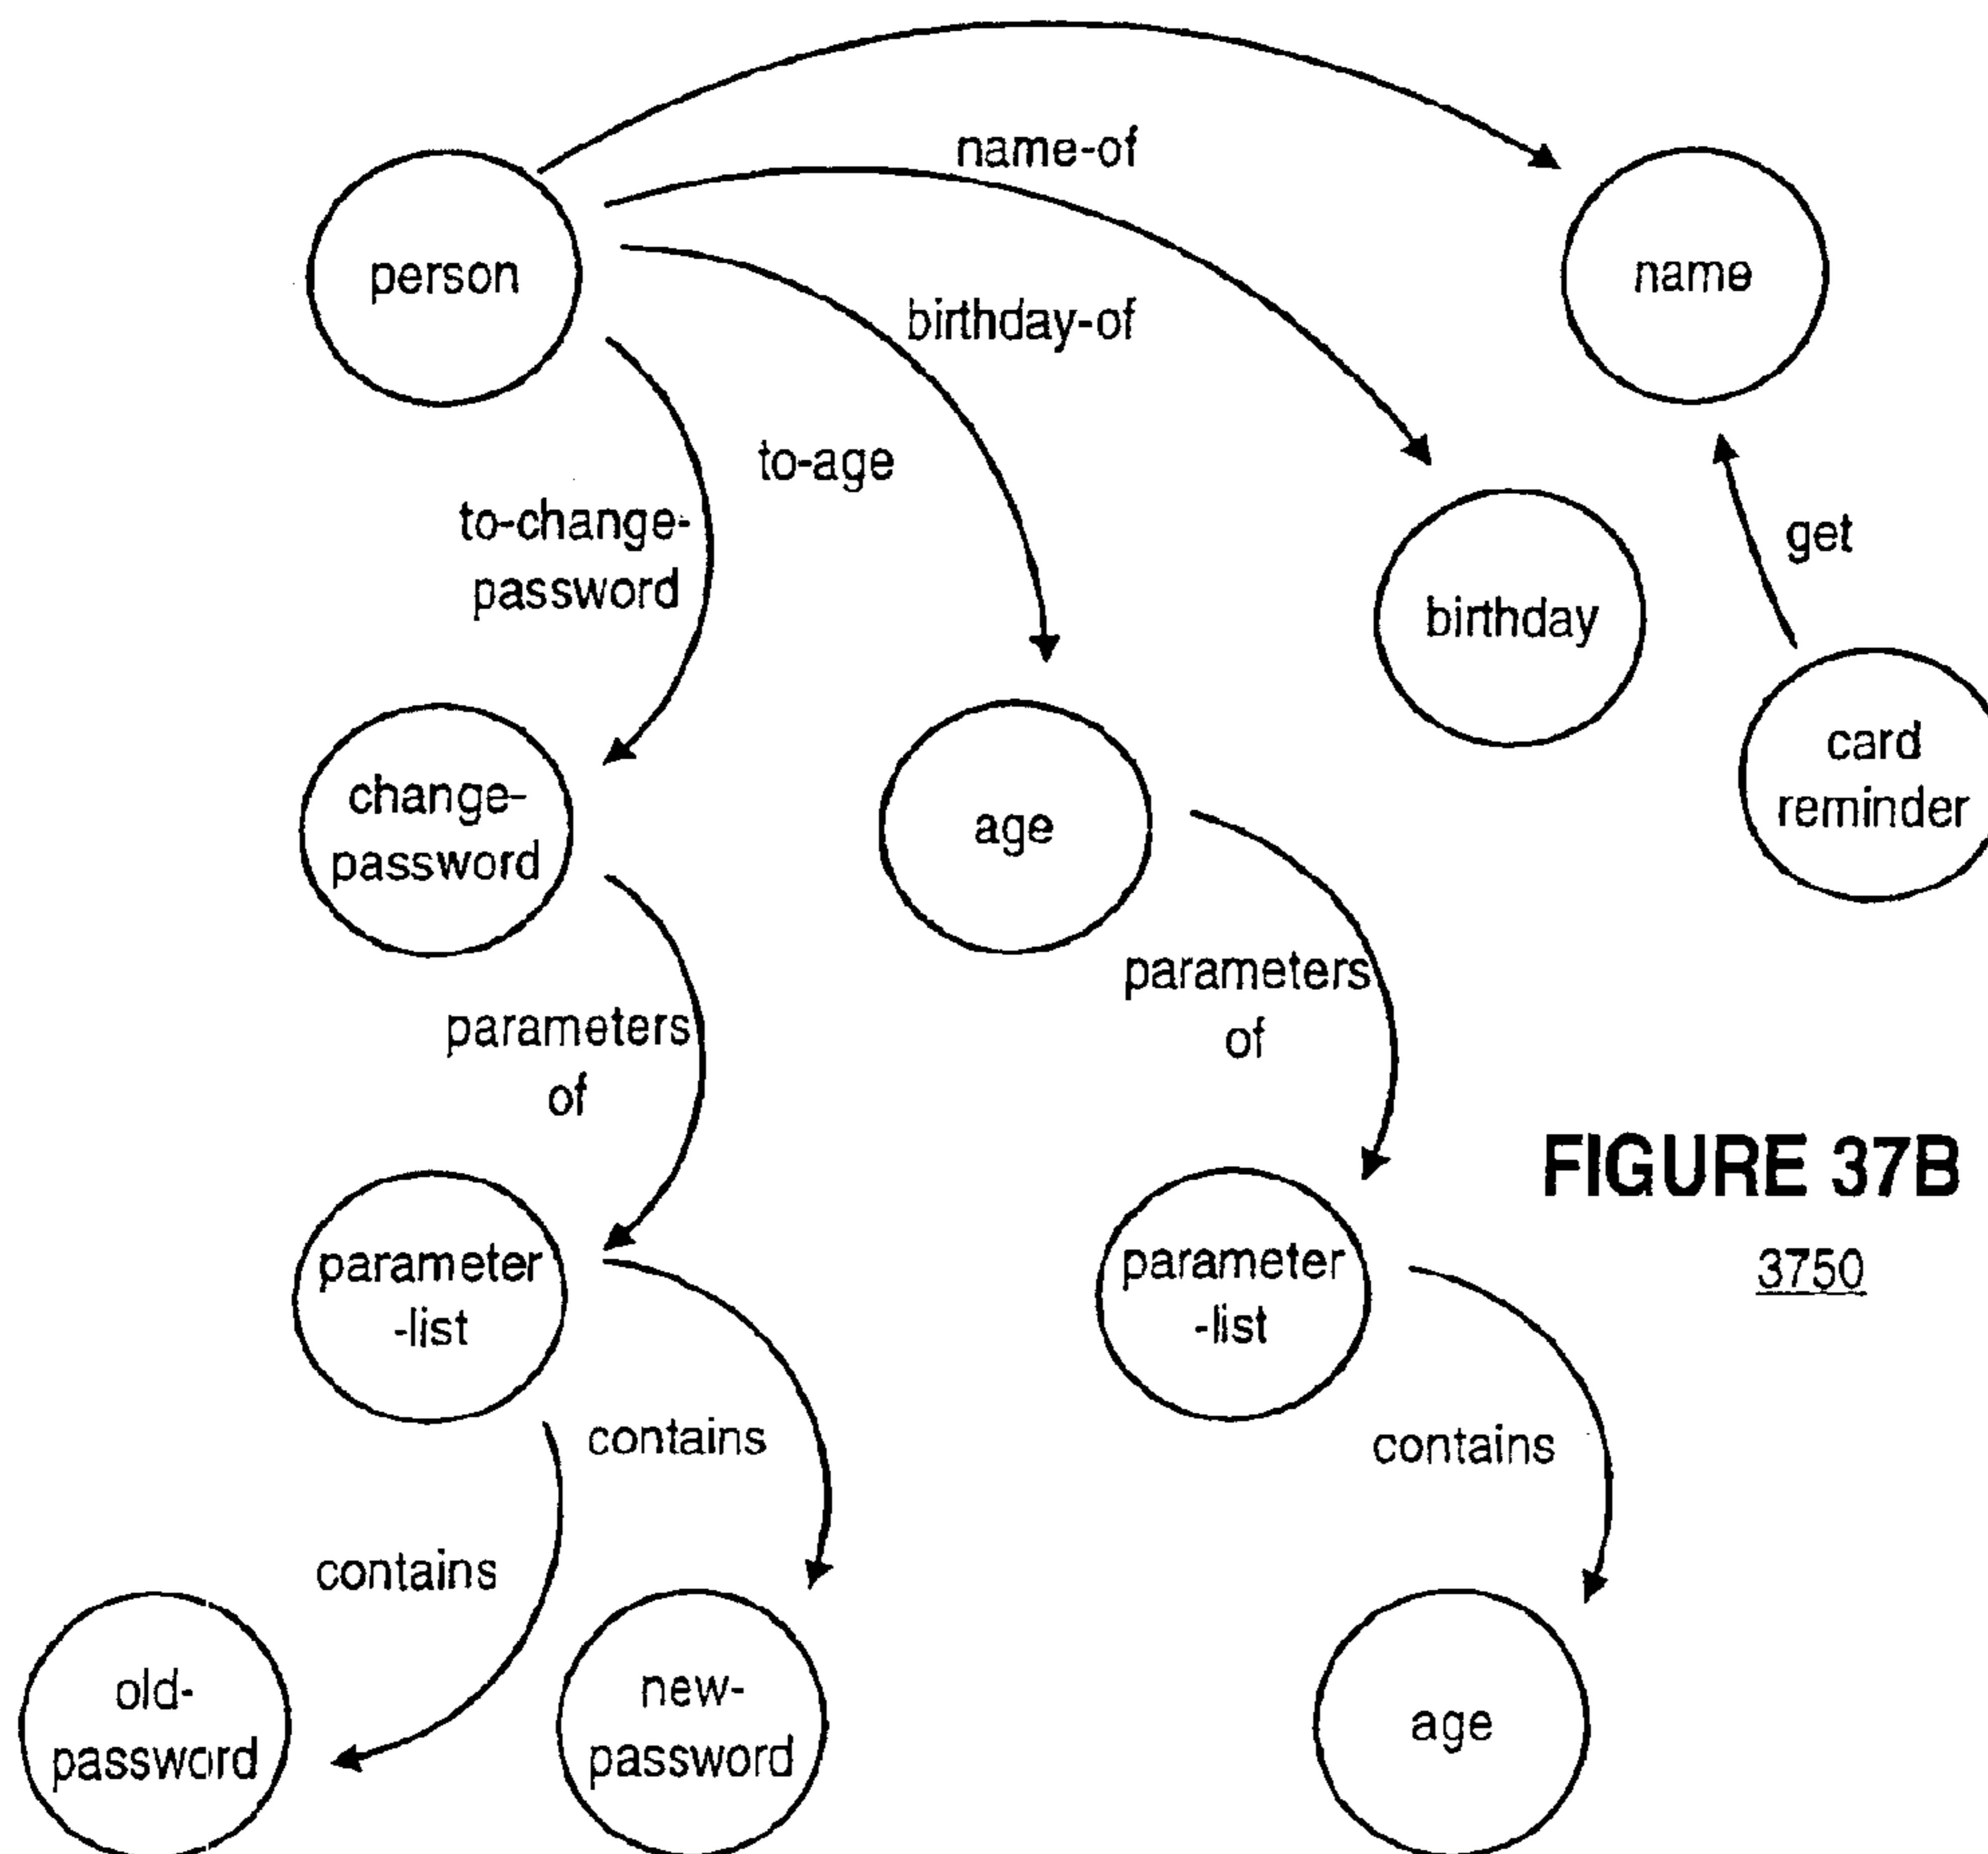 name-of
person
name
birthday-of
to-age
to-change-
password
get
birthday
card
reminder
change-
password
age
parameters
of
parameters
of
FIGURE 37B
3750
parameter
-list
parameter
-list
contains
contains
contains
old-
password
new-
password
age